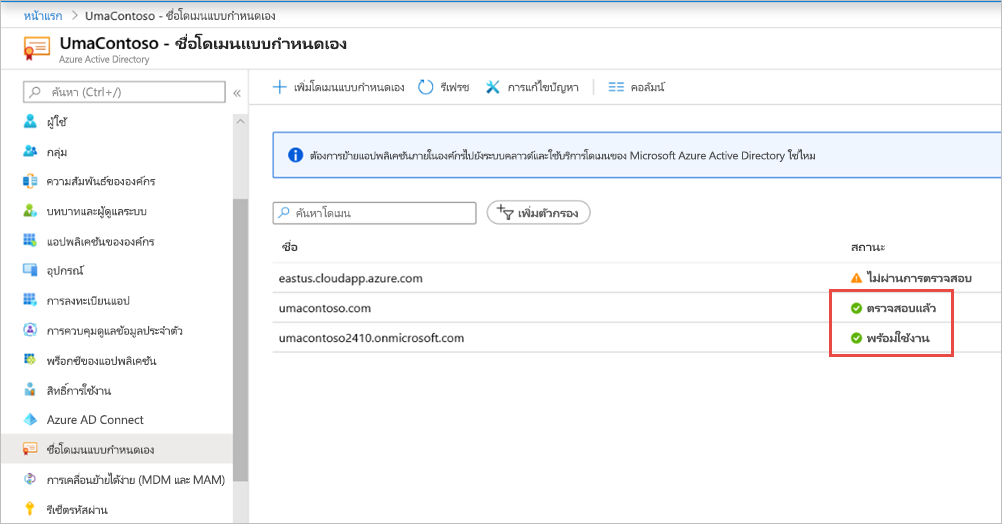 หน้าแรก > UmaContoso - ชื่อโดเมนแบบกำหนดเอง
UmaContoso - ชื่อโดเมนแบบกำหนดเอง
Azure Active Directory
ค้นหา (Ctrl+/)
ผู้ใช้
กลุ่ม
ความสัมพันธ์ขององค์กร
บทบาทและผู้ดูแลระบบ
แอปพลิเคชันขององค์กร
อุปกรณ์
การลงทะเบียนแอป
การควบคุมดูแลข้อมูลประจำตัว
พร็อกซีของแอปพลิเคชัน
สิทธิ์การใช้งาน
Azure AD Connect
ชื่อโดเมนแบบกำหนดเอง
การเคลื่อนย้ายได้ง่าย (MDM และ MAM)
รีเซ็ตรหัสผ่าน
เพิ่มโดเมนแบบกำหนดเอง รีเฟรช การแก้ไขปัญหา คอลัมน์
ต้องการย้ายแอปพลิเคชันภายในองค์กรไปยังระบบคลาวด์และใช้บริการโดเมนของ Microsoft Azure Active Directory ใช่ไหม
ค้นหาโดเมน เพิ่มตัวกรอง
ชื่อ สถานะ
eastus.cloudapp.azure.com ไม่ผ่านการตรวจสอบ
umacontoso.com ตรวจสอบแล้ว
umacontoso2410.onmicrosoft.com พร้อมใช้งาน